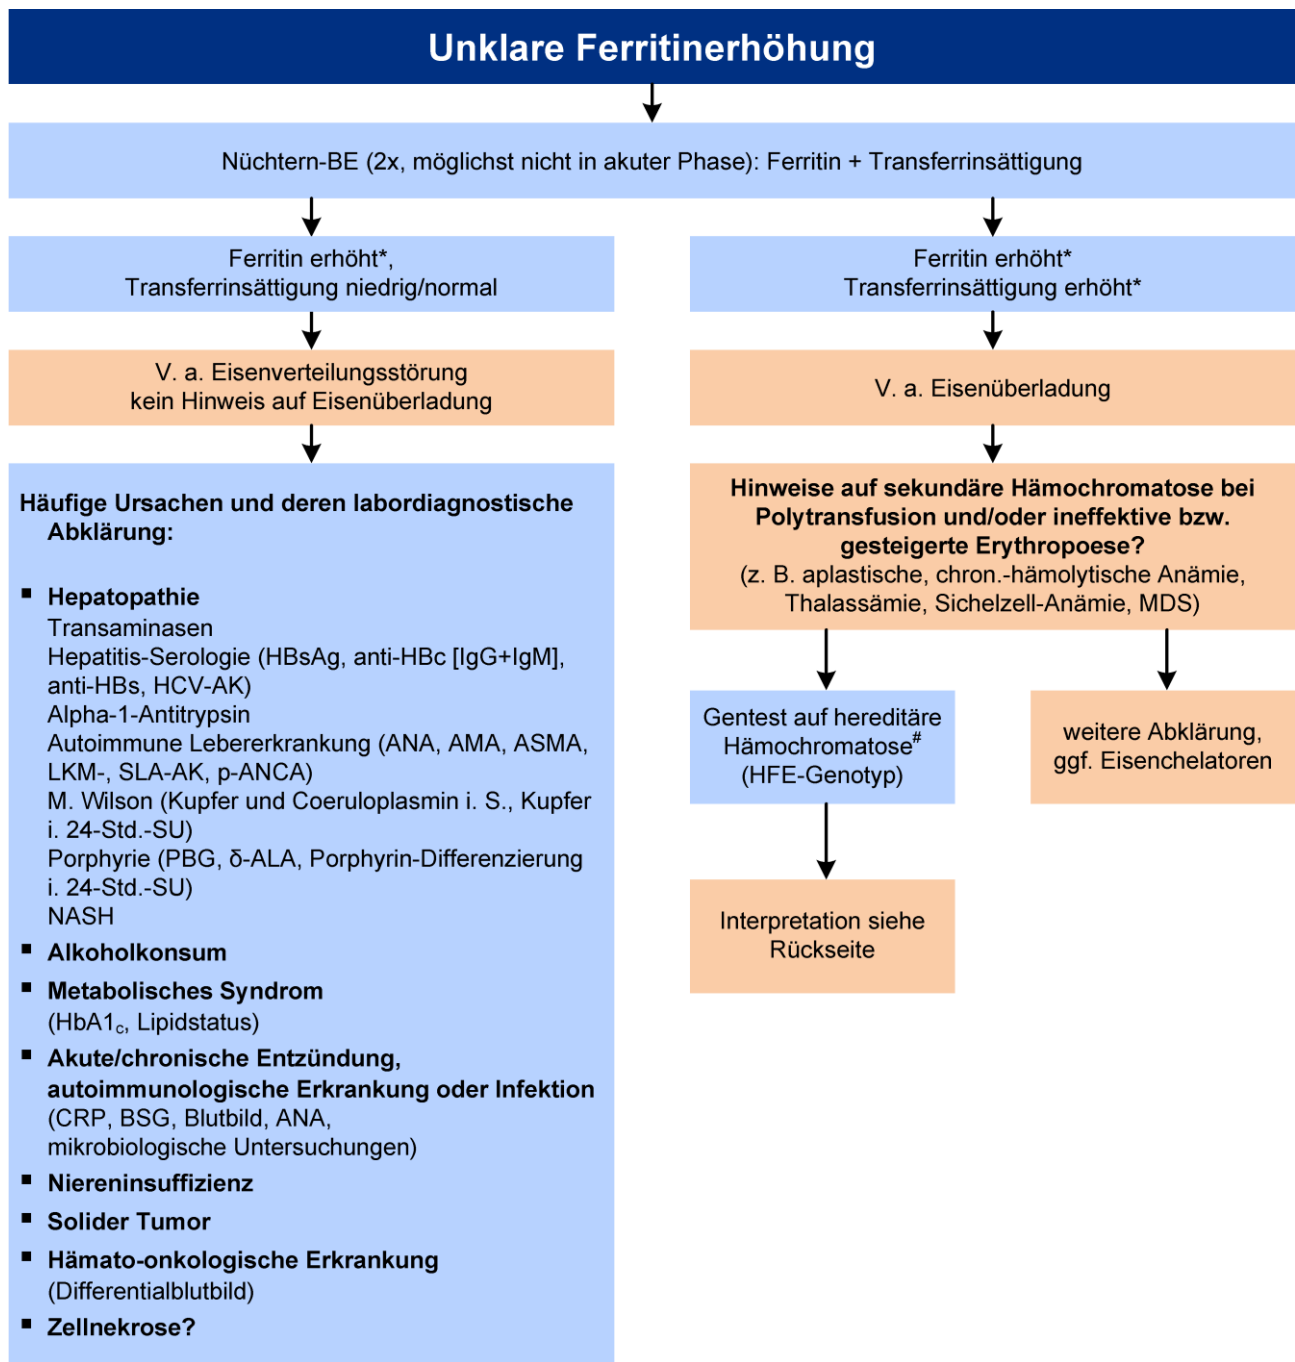 Unklare Ferritinerhöhung
Nüchtern-BE (2x, möglichst nicht in akuter Phase): Ferritin + Transferrinsättigung
Ferritin erhöht*,
Transferrinsättigung niedrig/normal
Ferritin erhöht*
Transferrinsättigung erhöht*
V. a. Eisenverteilungsstörung
kein Hinweis auf Eisenüberladung
V. a. Eisenüberladung
Häufige Ursachen und deren labordiagnostische
Abklärung:
▪ Hepatopathie
Transaminasen
Hepatitis-Serologie (HBsAg, anti-HBc [IgG+IgM],
anti-HBs, HCV-AK)
Alpha-1-Antitrypsin
Autoimmune Lebererkrankung (ANA, AMA, ASMA,
LKM-, SLA-AK, p-ANCA)
M. Wilson (Kupfer und Coeruloplasmin i. S., Kupfer
i. 24-Std.-SU)
Porphyrie (PBG, δ-ALA, Porphyrin-Differenzierung
i. 24-Std.-SU)
NASH
▪ Alkoholkonsum
▪ Metabolisches Syndrom
(HbA1c, Lipidstatus)
▪ Akute/chronische Entzündung,
autoimmunologische Erkrankung oder Infektion
(CRP, BSG, Blutbild, ANA,
mikrobiologische Untersuchungen)
▪ Niereninsuffizienz
▪ Solider Tumor
▪ Hämato-onkologische Erkrankung
(Differentialblutbild)
▪ Zellnekrose?
Hinweise auf sekundäre Hämochromatose bei
Polytransfusion und/oder ineffektive bzw.
gesteigerte Erythropoese?
(z. B. aplastische, chron.-hämolytische Anämie,
Thalassämie, Sichelzell-Anämie, MDS)
Gentest auf hereditäre
Hämochromatose#
(HFE-Genotyp)
weitere Abklärung,
ggf. Eisenchelatoren
Interpretation siehe
Rückseite